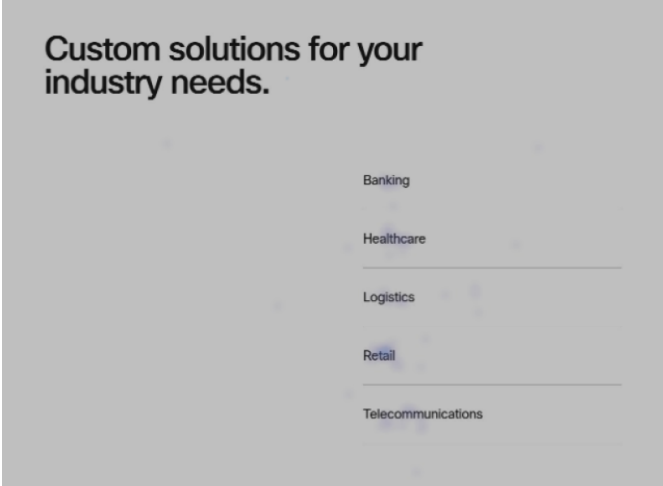 Custom solutions for your
industry needs.
Banking
Healthcare
Logistics
Retail
Telecommunications